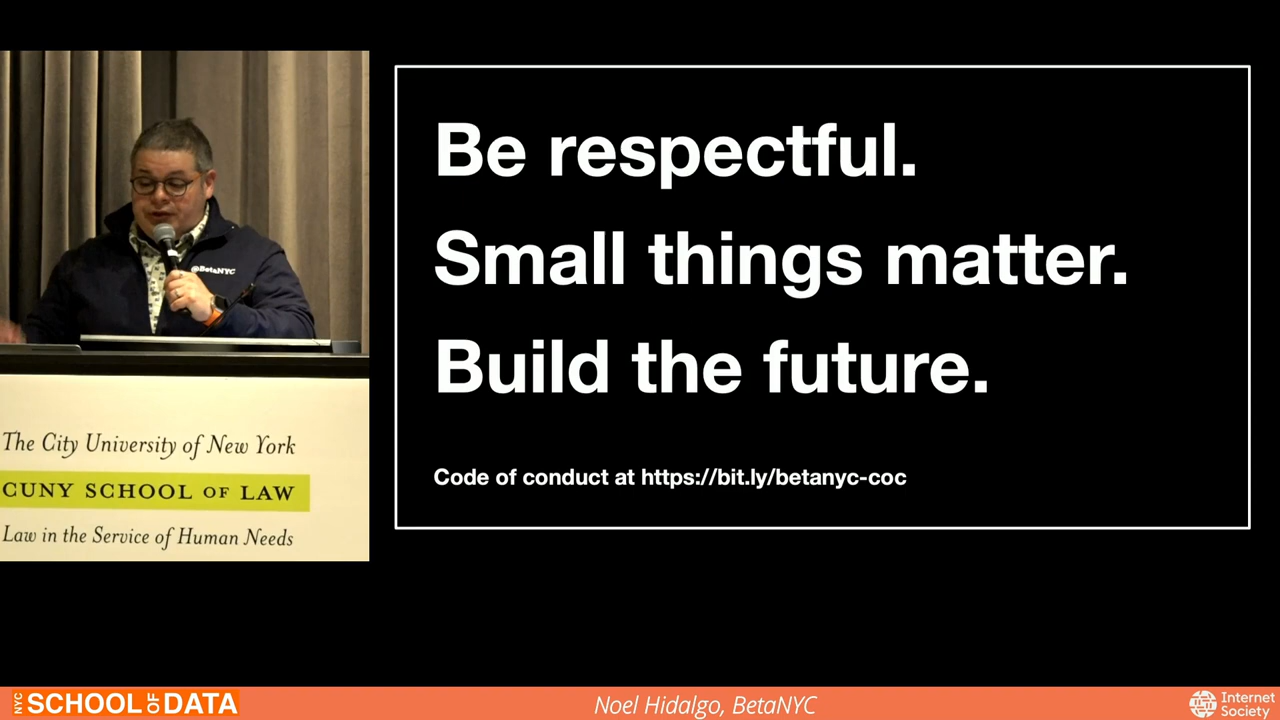 @BetaNYC
The City University of New York
CUNY SCHOOL OF LAW
Law in the Service of Human Needs
Be respectful.
Small things matter.
Build the future.
Code of conduct at https://bit.ly/betanyc-coc
NYC SCHOOL OF DATA
Noel Hidalgo, BetaNYC
Internet
Society